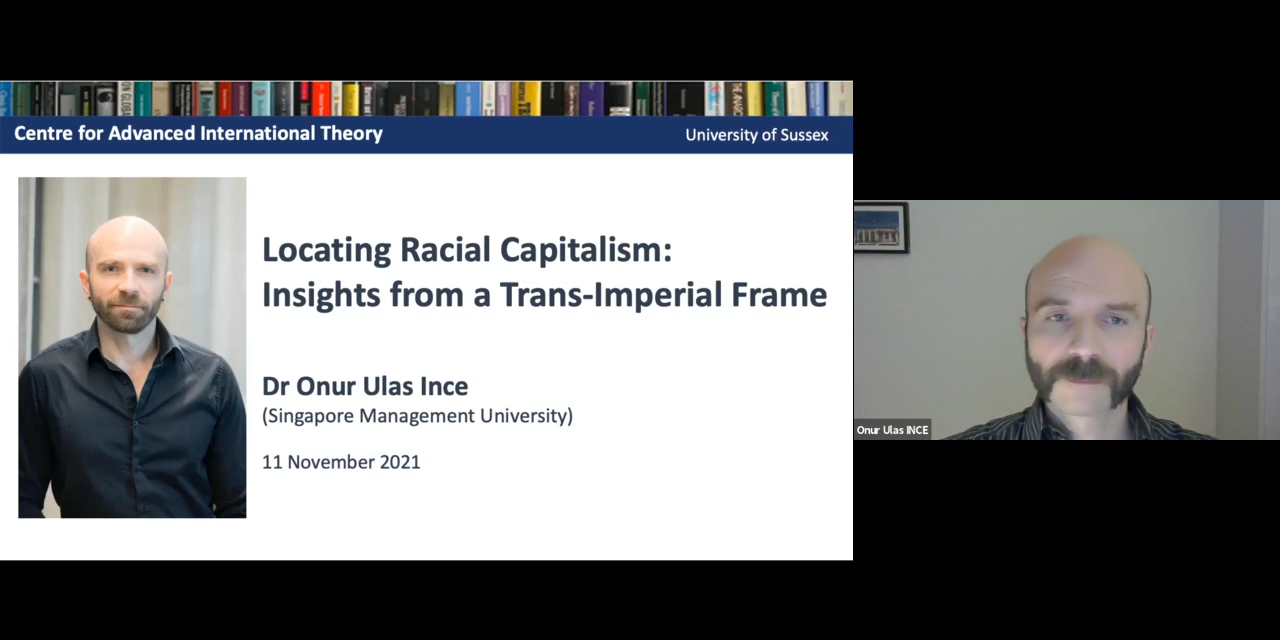 Centre for Advanced International Theory
University of Sussex
Locating Racial Capitalism:
Insights from a Trans-Imperial Frame
Dr Onur Ulas Ince
(Singapore Management University)
11 November 2021
Onur Ulas INCE